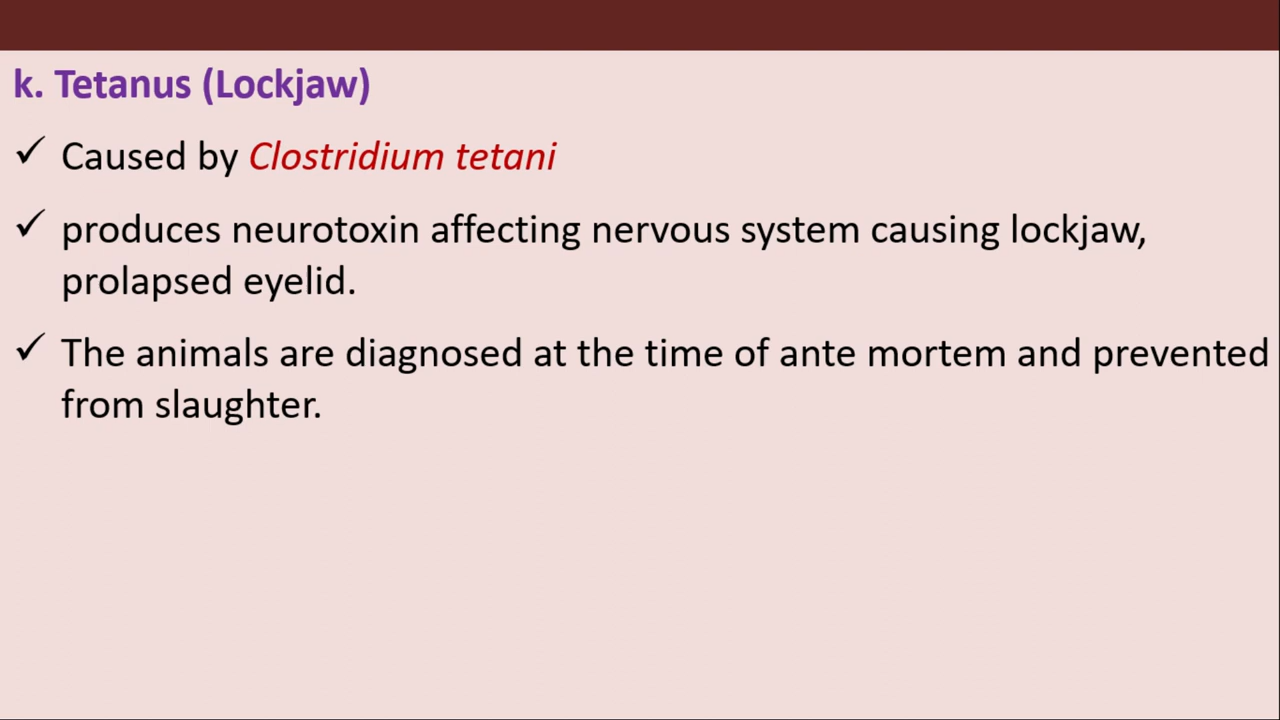 k. Tetanus (Lockjaw)
✓ Caused by Clostridium tetani
✓ produces neurotoxin affecting nervous system causing lockjaw,
prolapsed eyelid.
✓ The animals are diagnosed at the time of ante mortem and prevented
from slaughter.